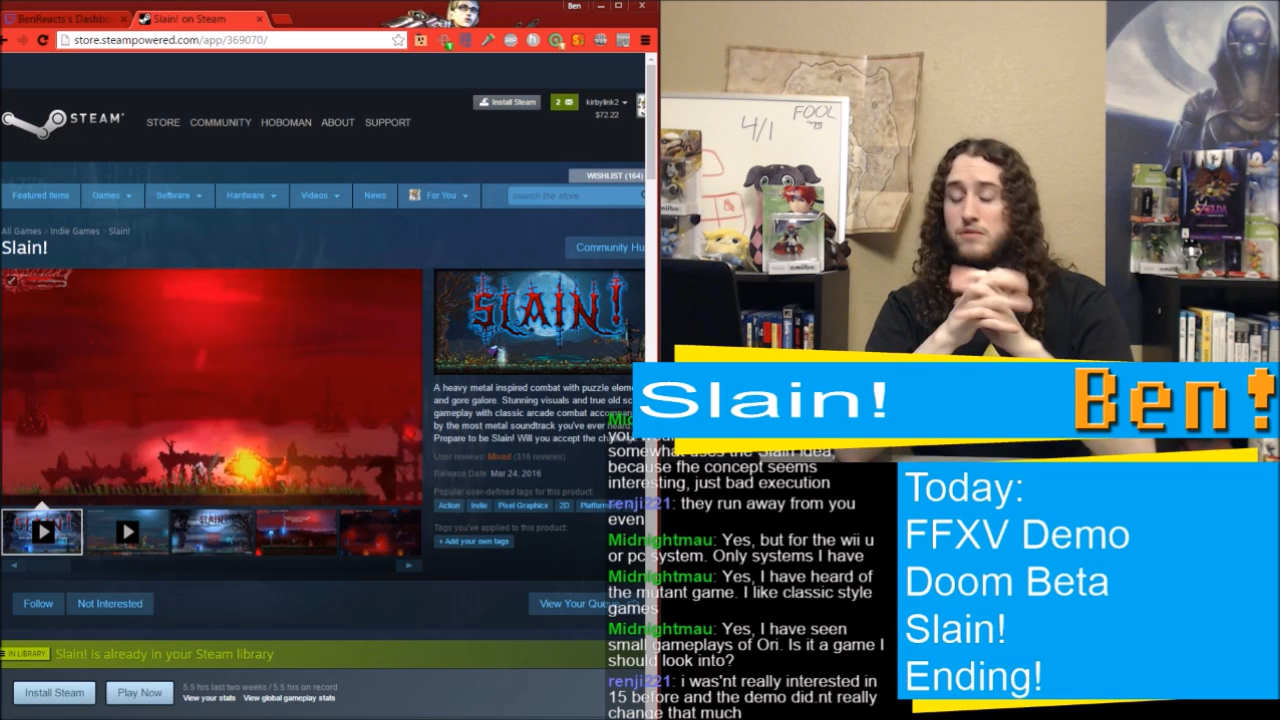 BenReacts's Dashbo
Slain! on Steam
Ben
store.steampowered.com/app/369070/
STEAM
Install Steam
2
kirbylink2
$72.22
STORE COMMUNITY HOBOMAN ABOUT SUPPORT
WISHLIST (164)
Featured Items
Games
Software
Hardware
Videos
News
For You
search the store
All Games > Indie Games > Slain!
Slain!
Community Hu
SLAIN!
A heavy metal inspired combat with puzzle eleme
and gore galore. Stunning visuals and true old sc
gameplay with classic arcade combat accompan
by the most metal soundtrack you've ever heard
Prepare to be Slain! Will you accept the ch
User reviews: Mixed (318 reviews)
Release Date: Mar 24, 2016
Popular user-defined tags for this product:
Action
Indie
Pixel Graphics
2D
Platform
Tags you've applied to this product:
+ Add your own tags
Follow
Not Interested
View Your Queu
IN LIBRARY
Slain! is already in your Steam library
Install Steam
Play Now
5.5 hrs last two weeks / 5.5 hrs on record
View your stats View global gameplay stats
4/1
FOOL
amiibo
Slain!
Ben!
somewhat uses the Slain idea,
because fhe concept seems
interesting, just bad execution
renji221: they run away from you
even
Midnightmau: Yes, but for the wii u
or pc system. Only systems I have
Midnightmau: Yes, I have heard of
the mutant game. I like classic style
games
Midnightmau: Yes, I have seen
small gameplays of Ori. Is it a game I
should look into?
renji221: i was'nt really interested in
15 before and the demo did.nt really
change that much
Today:
FFXV Demo
Doom Beta
Slain!
Ending!